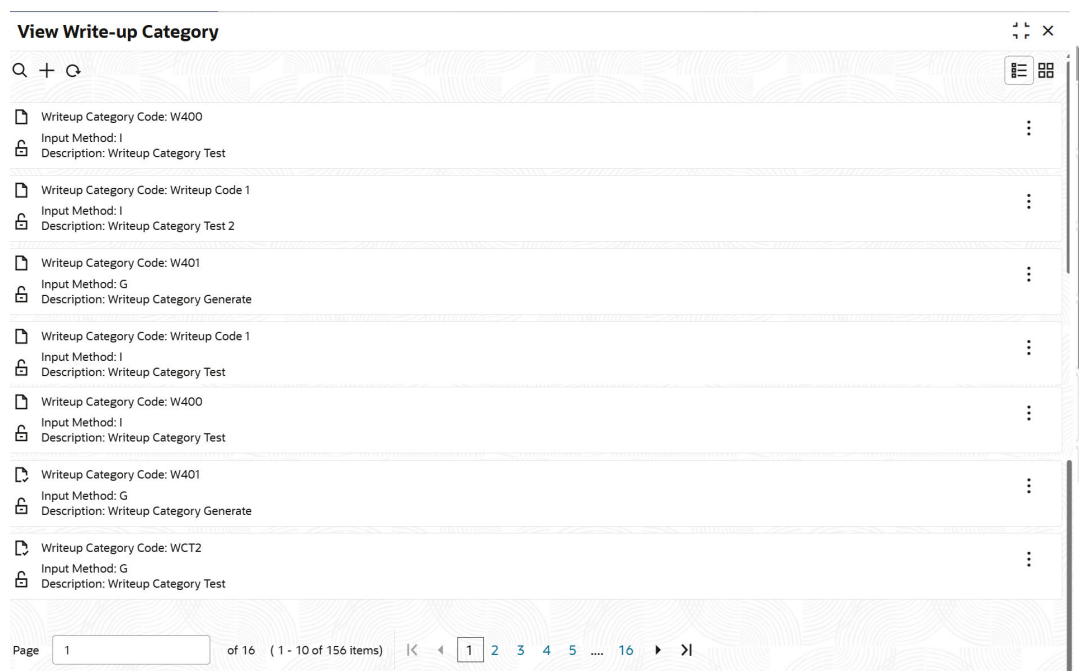 View Write-up Category
Writeup Category Code: W400
Input Method: I
Description: Writeup Category Test
Writeup Category Code: Writeup Code 1
Input Method: I
Description: Writeup Category Test 2
Writeup Category Code: W401
Input Method: G
Description: Writeup Category Generate
Writeup Category Code: Writeup Code 1
Input Method: I
Description: Writeup Category Test
Writeup Category Code: W400
Input Method: I
Description: Writeup Category Test
Writeup Category Code: W401
Input Method: G
Description: Writeup Category Generate
Writeup Category Code: WCT2
Input Method: G
Description: Writeup Category Test
Page 1 of 16 ( 1 - 10 of 156 items) 1 2 3 4 5 .... 16